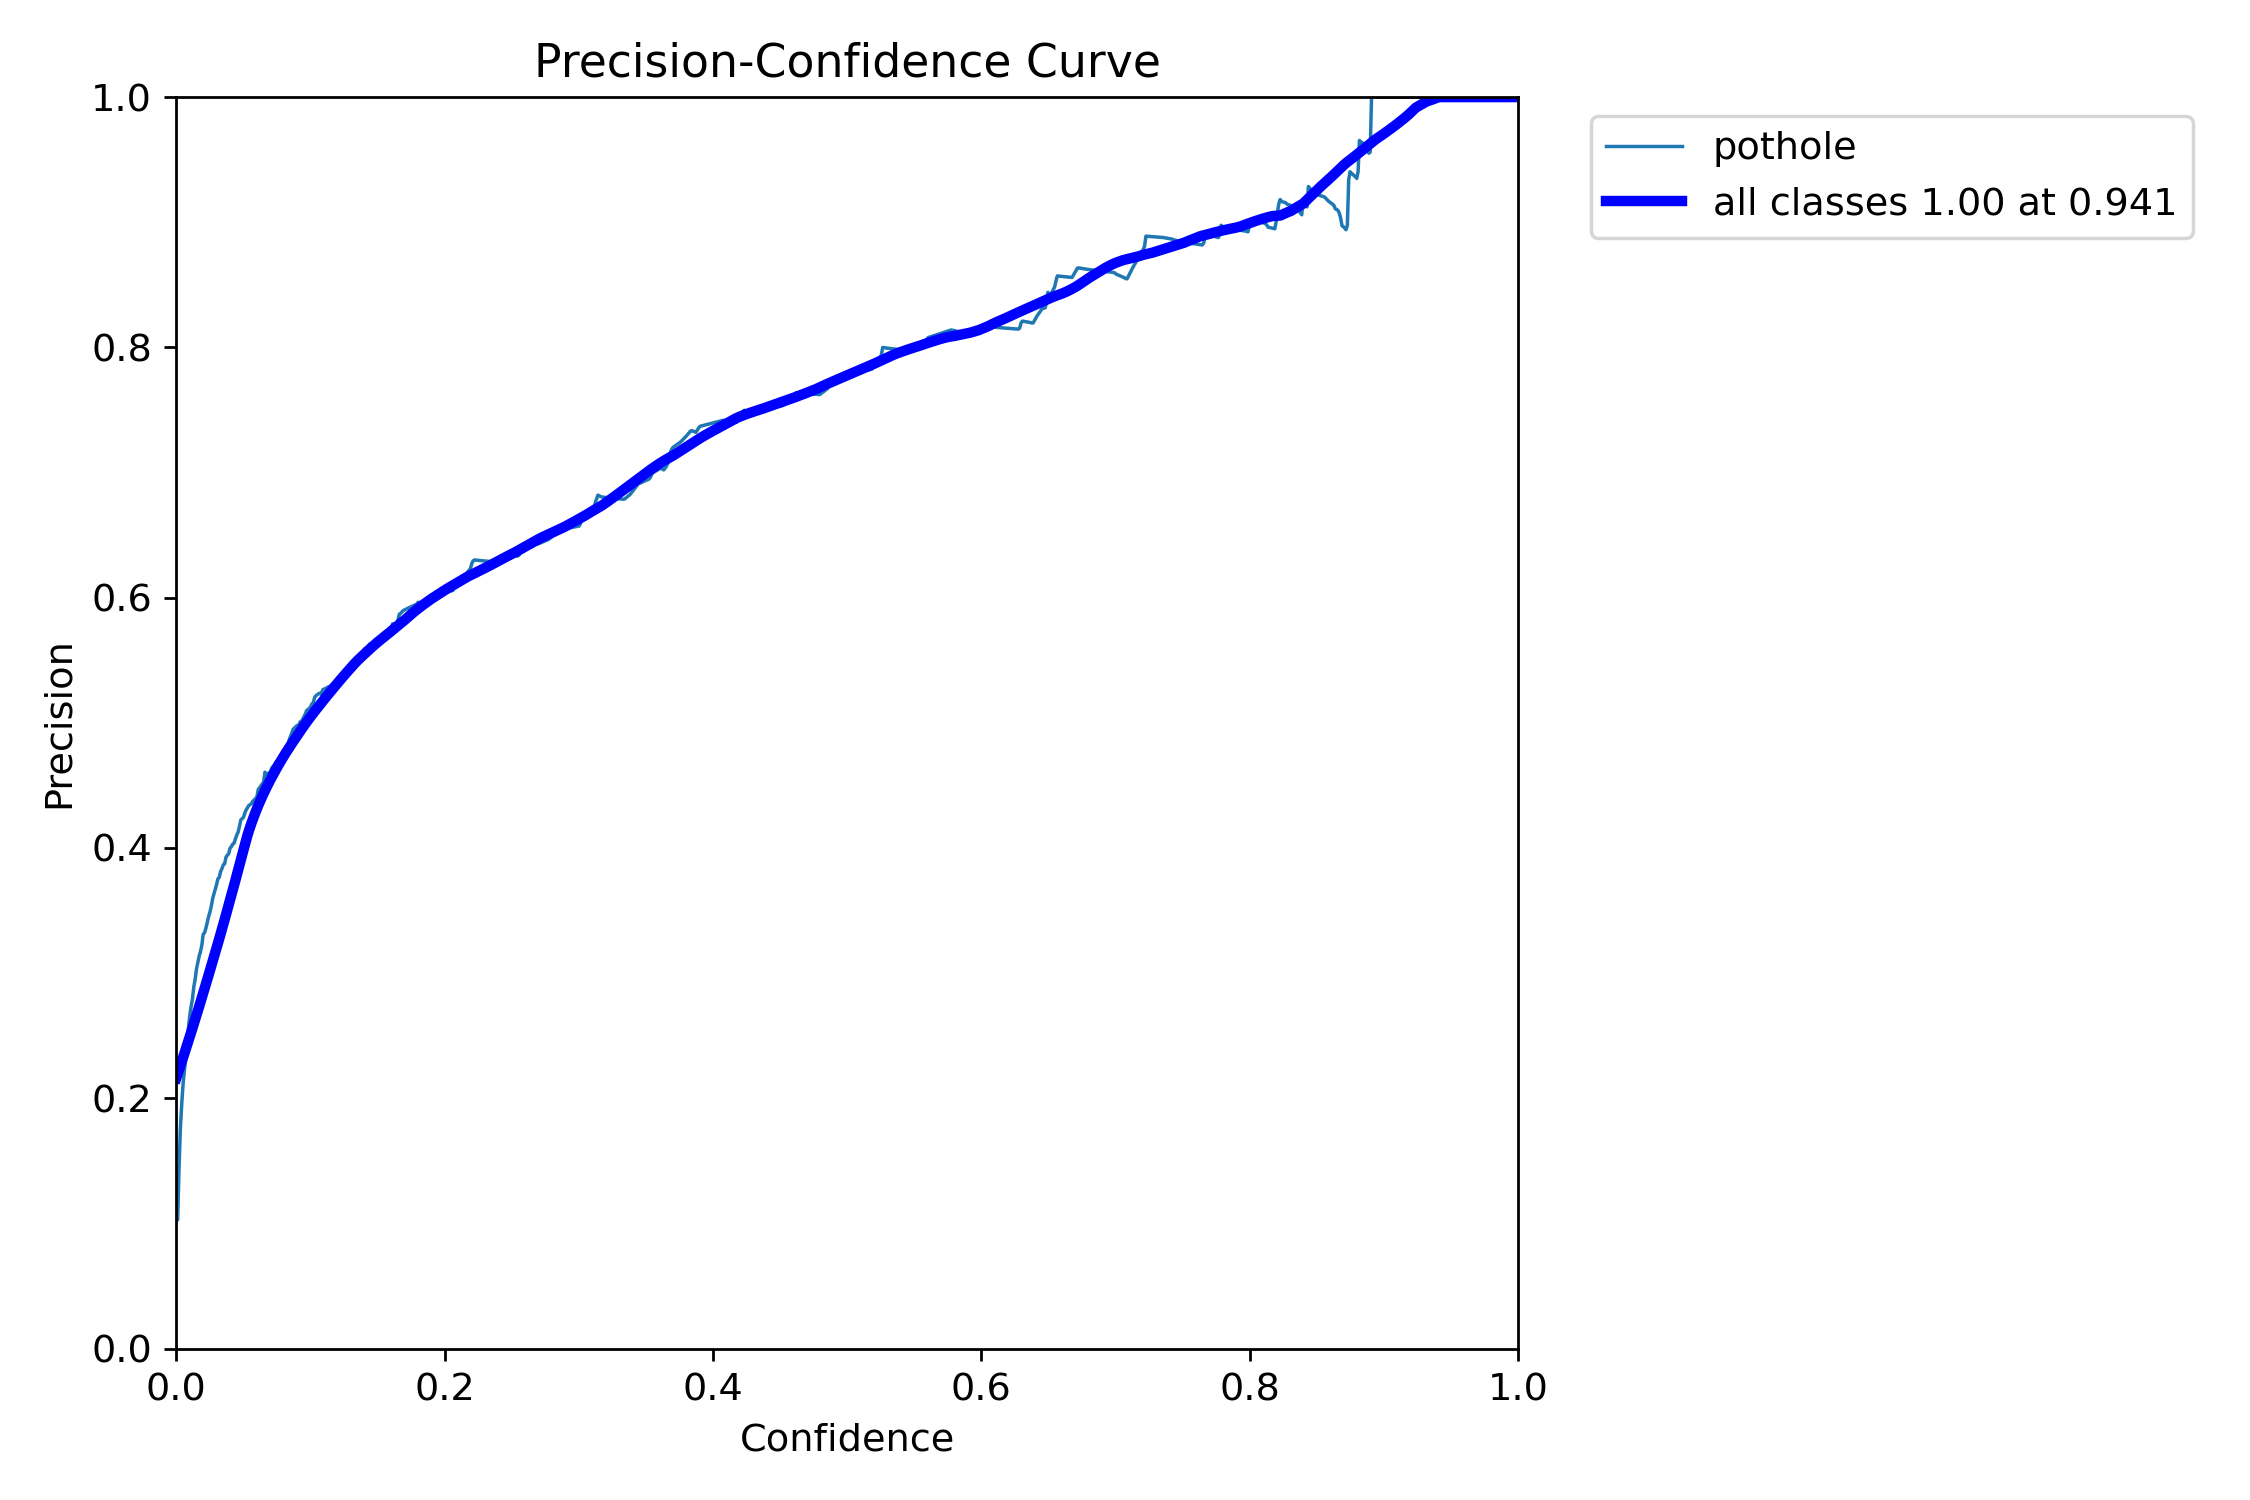 Precision-Confidence Curve
1.0
0.8
0.6
0.4
0.2
0.0
Precision
0.0 0.2 0.4 0.6 0.8 1.0
Confidence
pothole
all classes 1.00 at 0.941